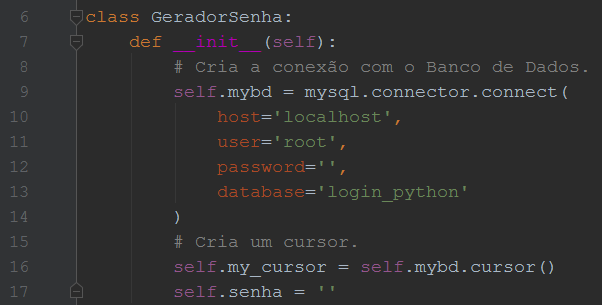 6 class GeradorSenha:
7     def __init__(self):
8         # Cria a conexão com o Banco de Dados.
9         self.mybd = mysql.connector.connect(
10             host='localhost',
11             user='root',
12             password='',
13             database='login_python'
14         )
15         # Cria um cursor.
16         self.my_cursor = self.mybd.cursor()
17         self.senha = ''